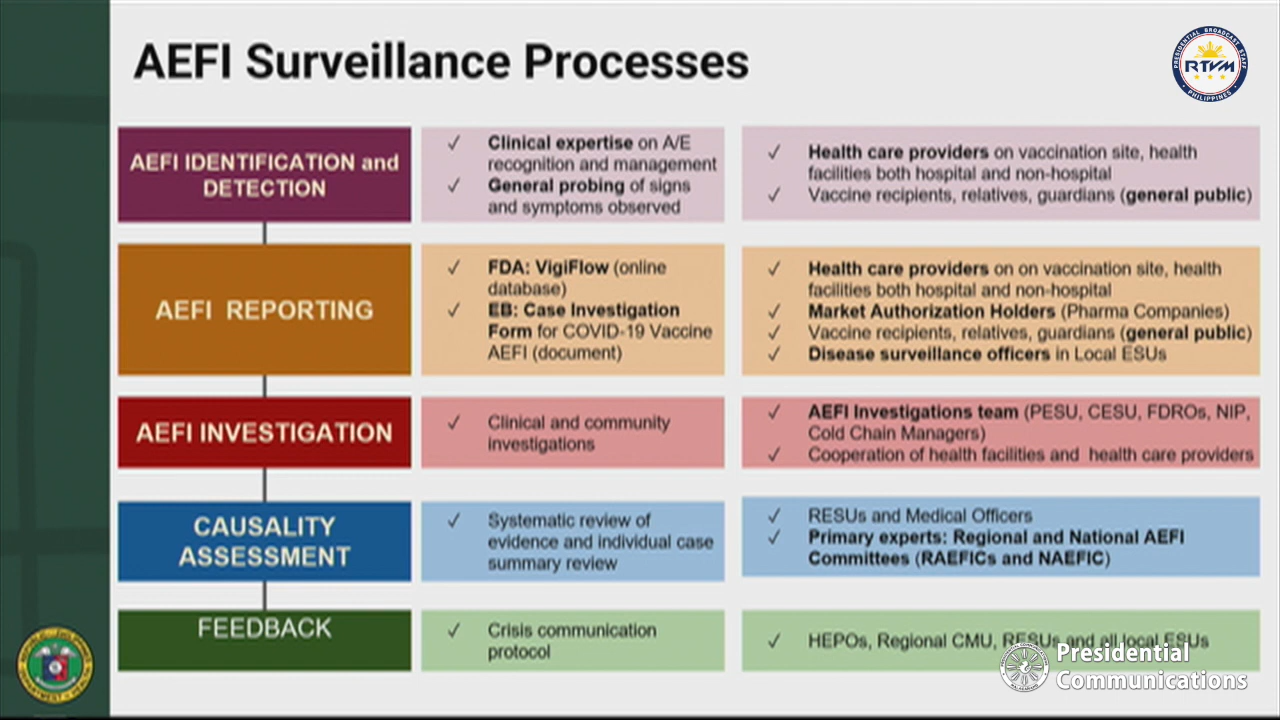 AEFI Surveillance Processes
PRESIDENTIAL BROADCAST STAFF
RTVM
PHILIPPINES
AEFI IDENTIFICATION and
DETECTION
✓ Clinical expertise on A/E
recognition and management
✓ General probing of signs
and symptoms observed
✓ Health care providers on vaccination site, health
facilities both hospital and non-hospital
✓ Vaccine recipients, relatives, guardians (general public)
AEFI REPORTING
✓ FDA: VigiFlow (online
database)
✓ EB: Case Investigation
Form for COVID-19 Vaccine
AEFI (document)
✓ Health care providers on on vaccination site, health
facilities both hospital and non-hospital
✓ Market Authorization Holders (Pharma Companies)
✓ Vaccine recipients, relatives, guardians (general public)
✓ Disease surveillance officers in Local ESUs
AEFI INVESTIGATION
✓ Clinical and community
investigations
✓ AEFI Investigations team (PESU, CESU, FDROs, NIP,
Cold Chain Managers)
✓ Cooperation of health facilities and health care providers
CAUSALITY
ASSESSMENT
✓ Systematic review of
evidence and individual case
summary review
✓ RESUs and Medical Officers
✓ Primary experts: Regional and National AEFI
Committees (RAEFICs and NAEFIC)
FEEDBACK
✓ Crisis communication
protocol
✓ HEPOs, Regional CMU, RESUs and all local ESUs
Presidential
Communications